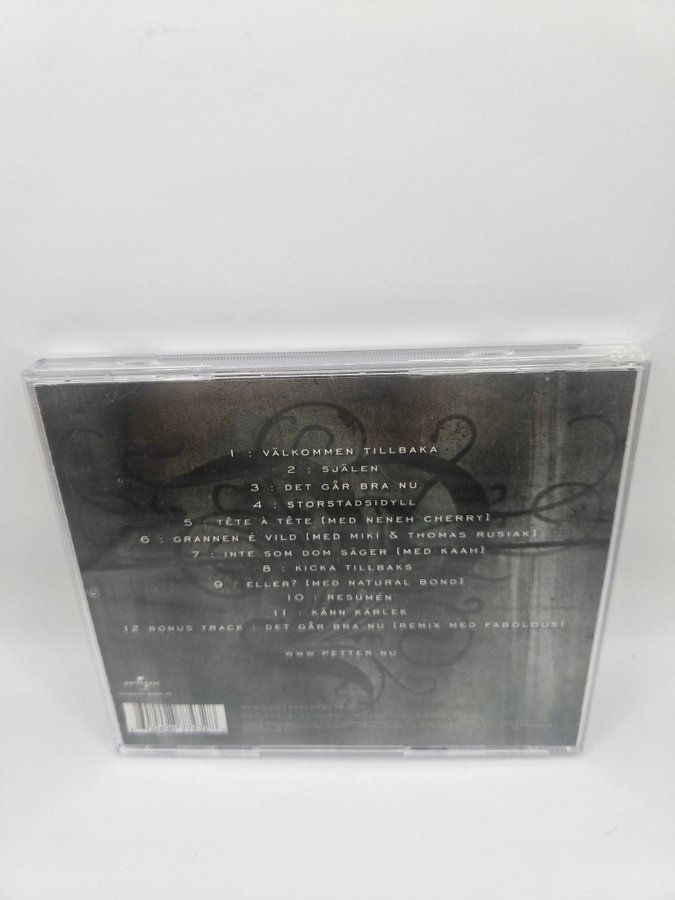 1 : VÄLKOMMEN TILLBAKA
2 : SJÄLEN
3 : DET GÅR BRA NU
4 : STORSTADSIDYLL
5 : TÊTE À TÊTE [MED NENEH CHERRY]
6 : GRANNEN É VILD [MED MIKI & THOMAS RUSIAK]
7 : INTE SOM DOM SÄGER [MED KAAH]
8 : KICKA TILLBAKS
9 : ELLER? [MED NATURAL BOND]
10 : RESUMÉN
11 : KÄNN KÄRLEK
12 BONUS TRACK : DET GÅR BRA NU [REMIX MED FABOLOUS]
WWW.PETTER.NU
UNIVERSAL